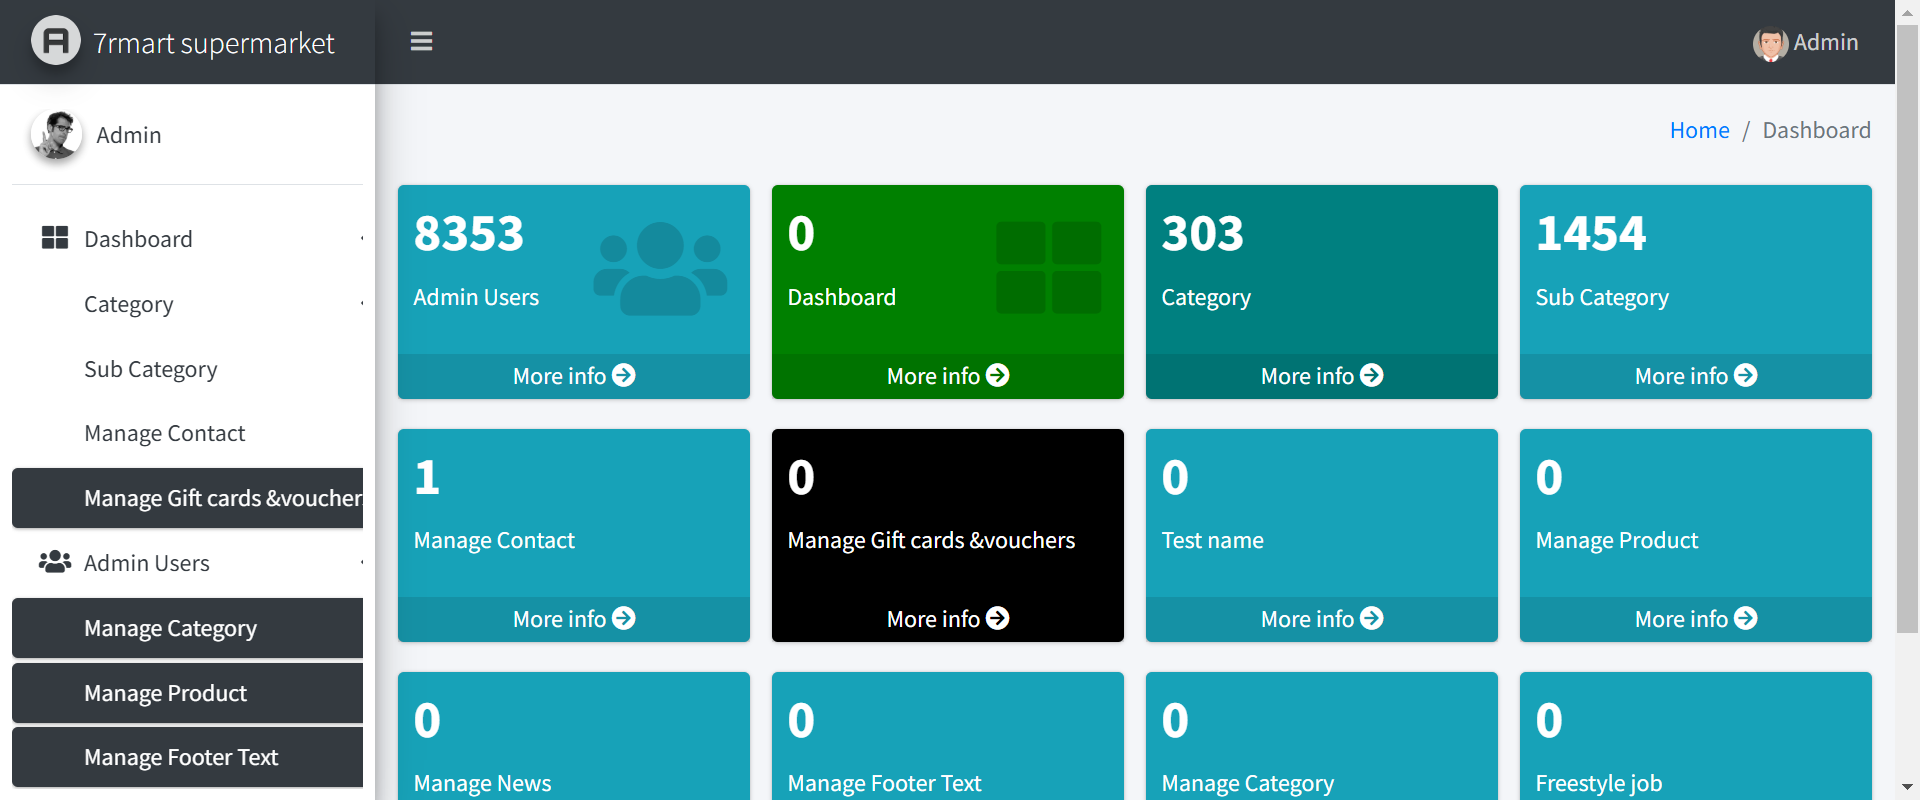 7rmart supermarket
Admin
Admin
Home / Dashboard
Dashboard
Category
Sub Category
Manage Contact
Manage Gift cards &voucher
Admin Users
Manage Category
Manage Product
Manage Footer Text
8353
Admin Users
More info
0
Dashboard
More info
303
Category
More info
1454
Sub Category
More info
1
Manage Contact
More info
0
Manage Gift cards &vouchers
More info
0
Test name
More info
0
Manage Product
More info
0
Manage News
0
Manage Footer Text
0
Manage Category
0
Freestyle job